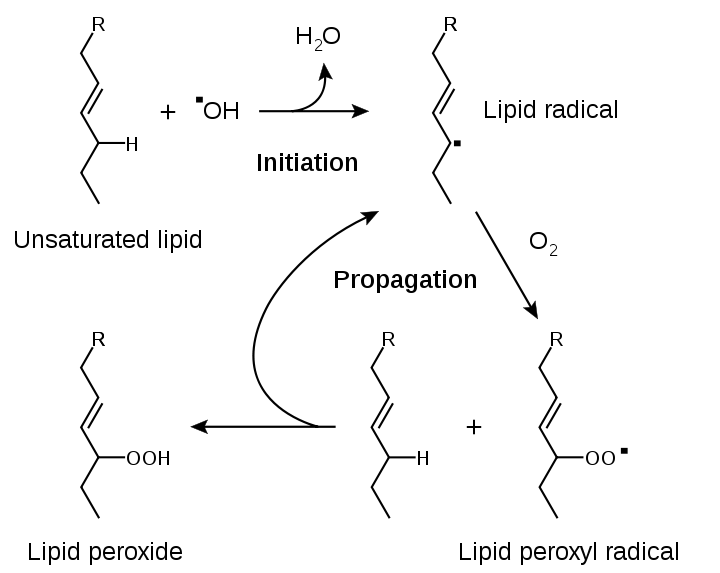 R
H₂O
R
+ ▪OH
Lipid radical
H
Initiation
Unsaturated lipid
O₂
Propagation
R
R
R
+
OOH
H
OO▪
Lipid peroxide
Lipid peroxyl radical